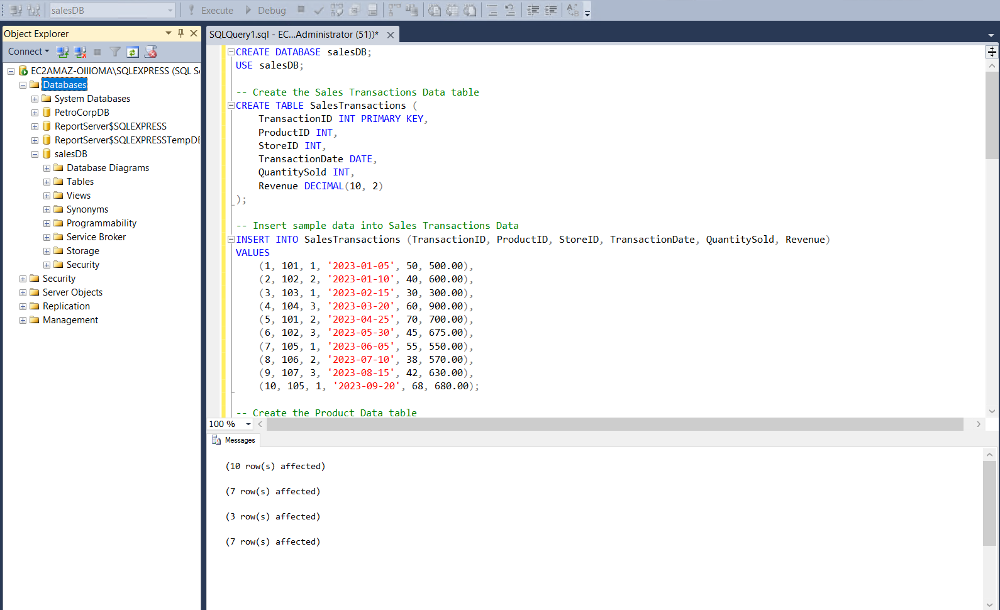 salesDB
Execute
Debug
Object Explorer
SQLQuery1.sql - EC...Administrator (51))*
Connect
EC2AMAZ-OIIIOMA\SQLEXPRESS (SQL S
Databases
System Databases
PetroCorpDB
ReportServer$SQLEXPRESS
ReportServer$SQLEXPRESSTempDB
salesDB
Database Diagrams
Tables
Views
Synonyms
Programmability
Service Broker
Storage
Security
Security
Server Objects
Replication
Management
CREATE DATABASE salesDB;
USE salesDB;
-- Create the Sales Transactions Data table
CREATE TABLE SalesTransactions (
TransactionID INT PRIMARY KEY,
ProductID INT,
StoreID INT,
TransactionDate DATE,
QuantitySold INT,
Revenue DECIMAL(10, 2)
);
-- Insert sample data into Sales Transactions Data
INSERT INTO SalesTransactions (TransactionID, ProductID, StoreID, TransactionDate, QuantitySold, Revenue)
VALUES
(1, 101, 1, '2023-01-05', 50, 500.00),
(2, 102, 2, '2023-01-10', 40, 600.00),
(3, 103, 1, '2023-02-15', 30, 300.00),
(4, 104, 3, '2023-03-20', 60, 900.00),
(5, 101, 2, '2023-04-25', 70, 700.00),
(6, 102, 3, '2023-05-30', 45, 675.00),
(7, 105, 1, '2023-06-05', 55, 550.00),
(8, 106, 2, '2023-07-10', 38, 570.00),
(9, 107, 3, '2023-08-15', 42, 630.00),
(10, 105, 1, '2023-09-20', 68, 680.00);
-- Create the Product Data table
100 %
Messages
(10 row(s) affected)
(7 row(s) affected)
(3 row(s) affected)
(7 row(s) affected)